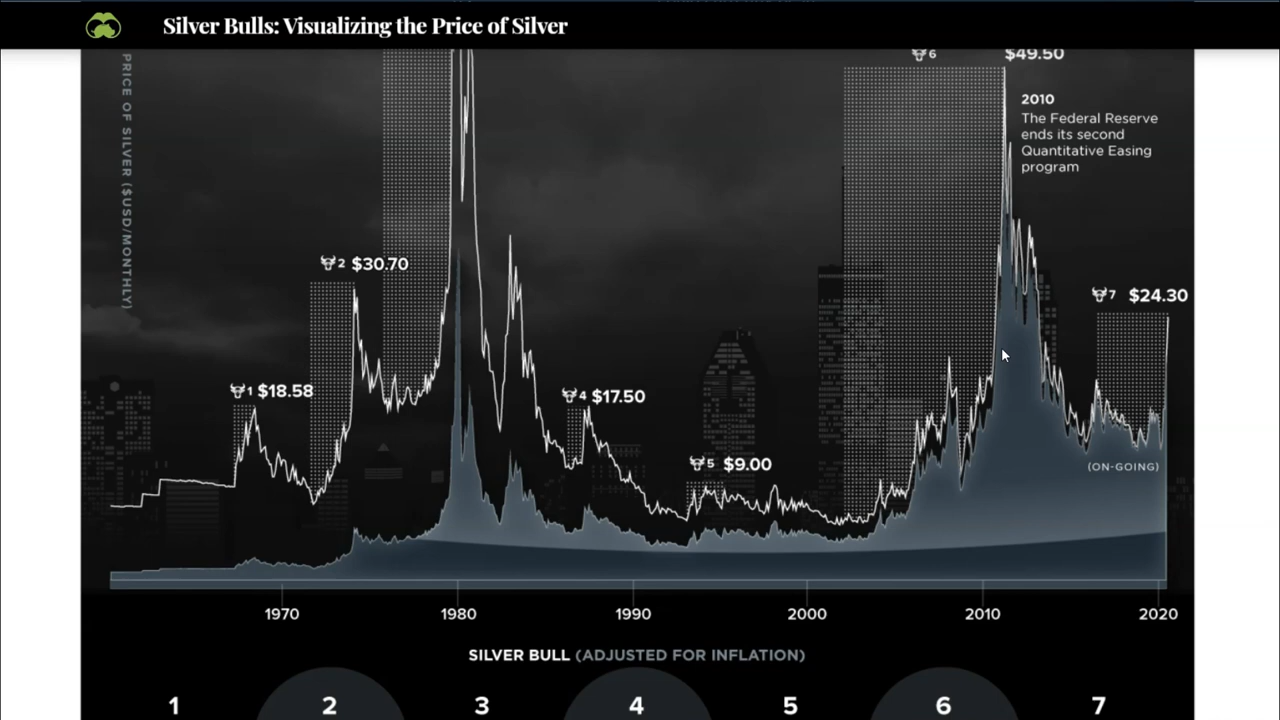 Silver Bulls: Visualizing the Price of Silver
PRICE OF SILVER ($USD/MONTHLY)
6
$49.50
2010
The Federal Reserve
ends its second
Quantitative Easing
program
2 $30.70
7 $24.30
1 $18.58
4 $17.50
5 $9.00
(ON-GOING)
1970 1980 1990 2000 2010 2020
SILVER BULL (ADJUSTED FOR INFLATION)
1 2 3 4 5 6 7